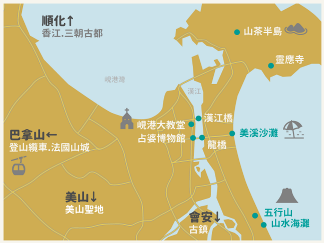 順化↑
香江.三朝古都
山茶半島
靈應寺
峴港灣
漢江
漢江橋
峴港大教堂
占婆博物館
龍橋
美溪沙灘
巴拿山←
登山纜車.法國山城
美山↓
美山聖地
會安↓
古鎮
五行山
山水海灘